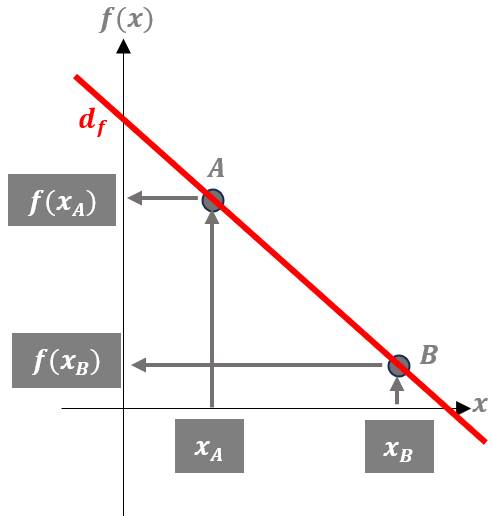 f(x)
d_f
A
f(x_A)
B
f(x_B)
x
x_A
x_B